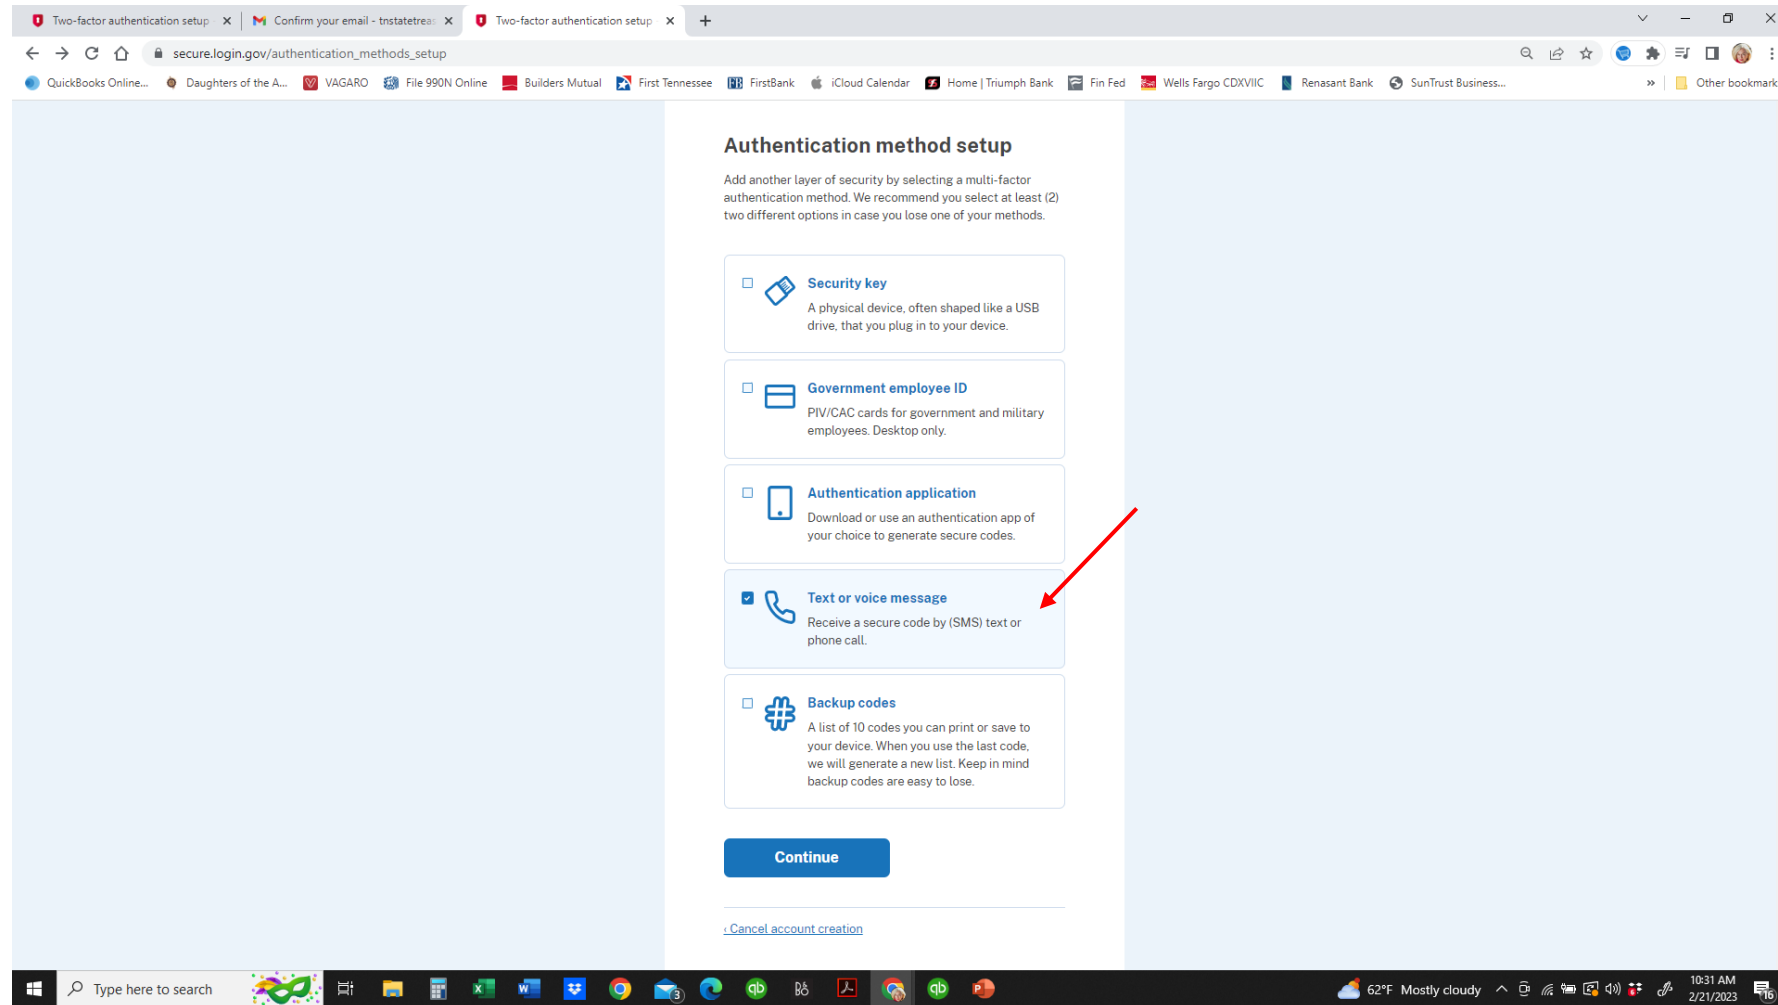 Two-factor authentication setup
Confirm your email - tnstatetreas
Two-factor authentication setup
secure.login.gov/authentication_methods_setup
QuickBooks Online...
Daughters of the A...
VAGARO
File 990N Online
Builders Mutual
First Tennessee
FirstBank
iCloud Calendar
Home | Triumph Bank
Fin Fed
Wells Fargo CDXVIIC
Renasant Bank
SunTrust Business...
»
Other bookmark
Authentication method setup
Add another layer of security by selecting a multi-factor
authentication method. We recommend you select at least (2)
two different options in case you lose one of your methods.
Security key
A physical device, often shaped like a USB
drive, that you plug in to your device.
Government employee ID
PIV/CAC cards for government and military
employees. Desktop only.
Authentication application
Download or use an authentication app of
your choice to generate secure codes.
Text or voice message
Receive a secure code by (SMS) text or
phone call.
Backup codes
A list of 10 codes you can print or save to
your device. When you use the last code,
we will generate a new list. Keep in mind
backup codes are easy to lose.
Continue
‹ Cancel account creation
Type here to search
3
qb
qb
62°F Mostly cloudy
10:31 AM
2/21/2023
16